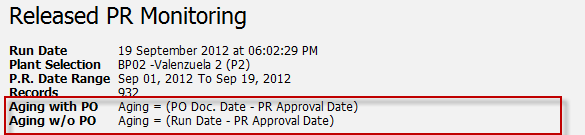 Released PR Monitoring
Run Date 19 September 2012 at 06:02:29 PM
Plant Selection BP02 -Valenzuela 2 (P2)
P.R. Date Range Sep 01, 2012 To Sep 19, 2012
Records 932
Aging with PO Aging = (PO Doc. Date - PR Approval Date)
Aging w/o PO Aging = (Run Date - PR Approval Date)